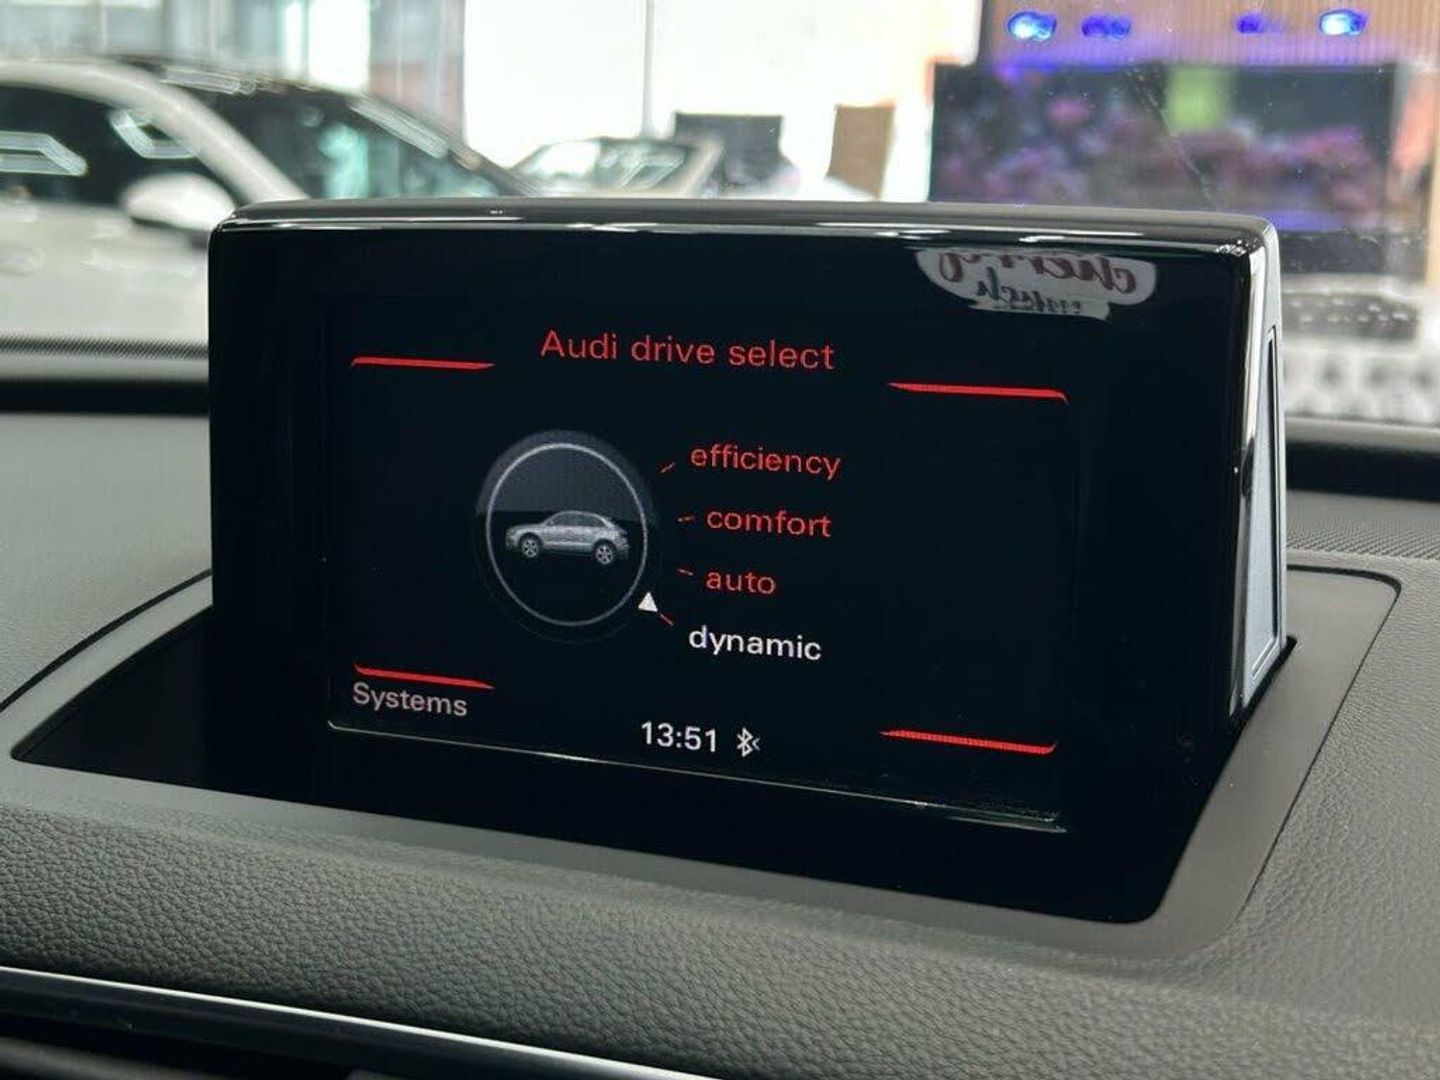 Audi drive select
efficiency
comfort
auto
dynamic
Systems
13:51